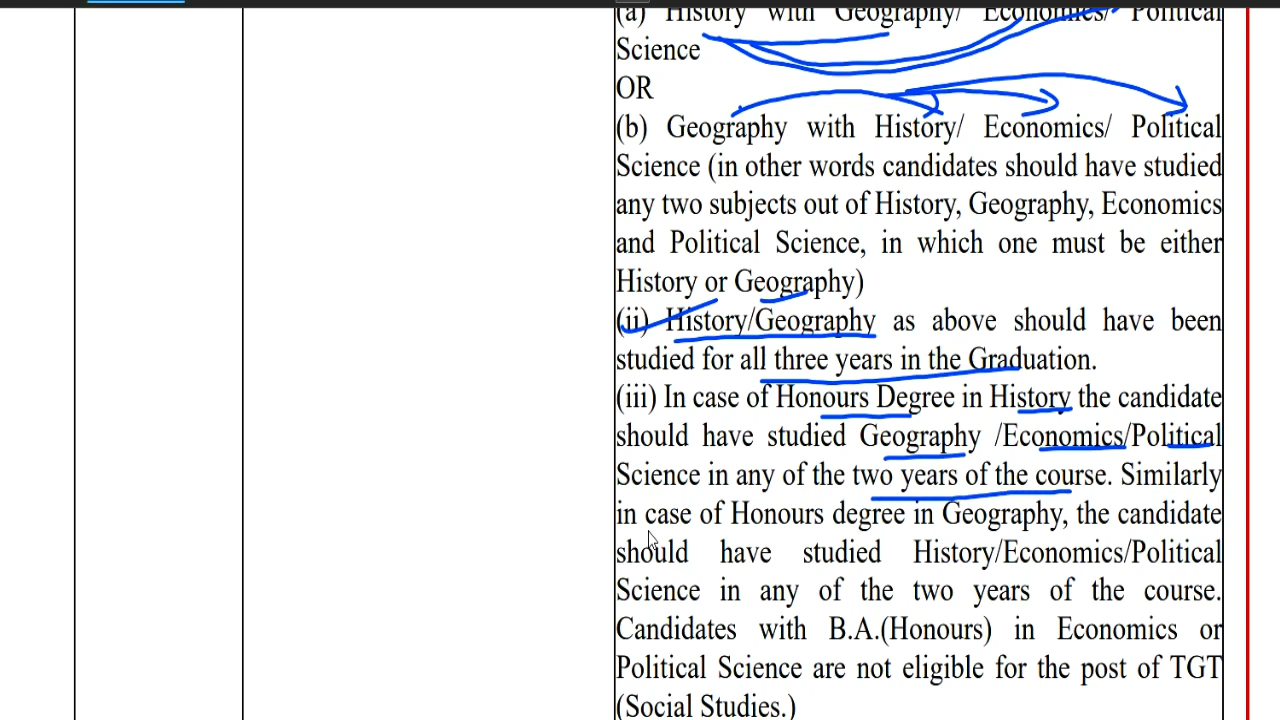 (a) History with Geography/ Economics/ Political
Science
OR
(b) Geography with History/ Economics/ Political
Science (in other words candidates should have studied
any two subjects out of History, Geography, Economics
and Political Science, in which one must be either
History or Geography)
(ii) History/Geography as above should have been
studied for all three years in the Graduation.
(iii) In case of Honours Degree in History the candidate
should have studied Geography /Economics/Political
Science in any of the two years of the course. Similarly
in case of Honours degree in Geography, the candidate
should have studied History/Economics/Political
Science in any of the two years of the course.
Candidates with B.A.(Honours) in Economics or
Political Science are not eligible for the post of TGT
(Social Studies.)